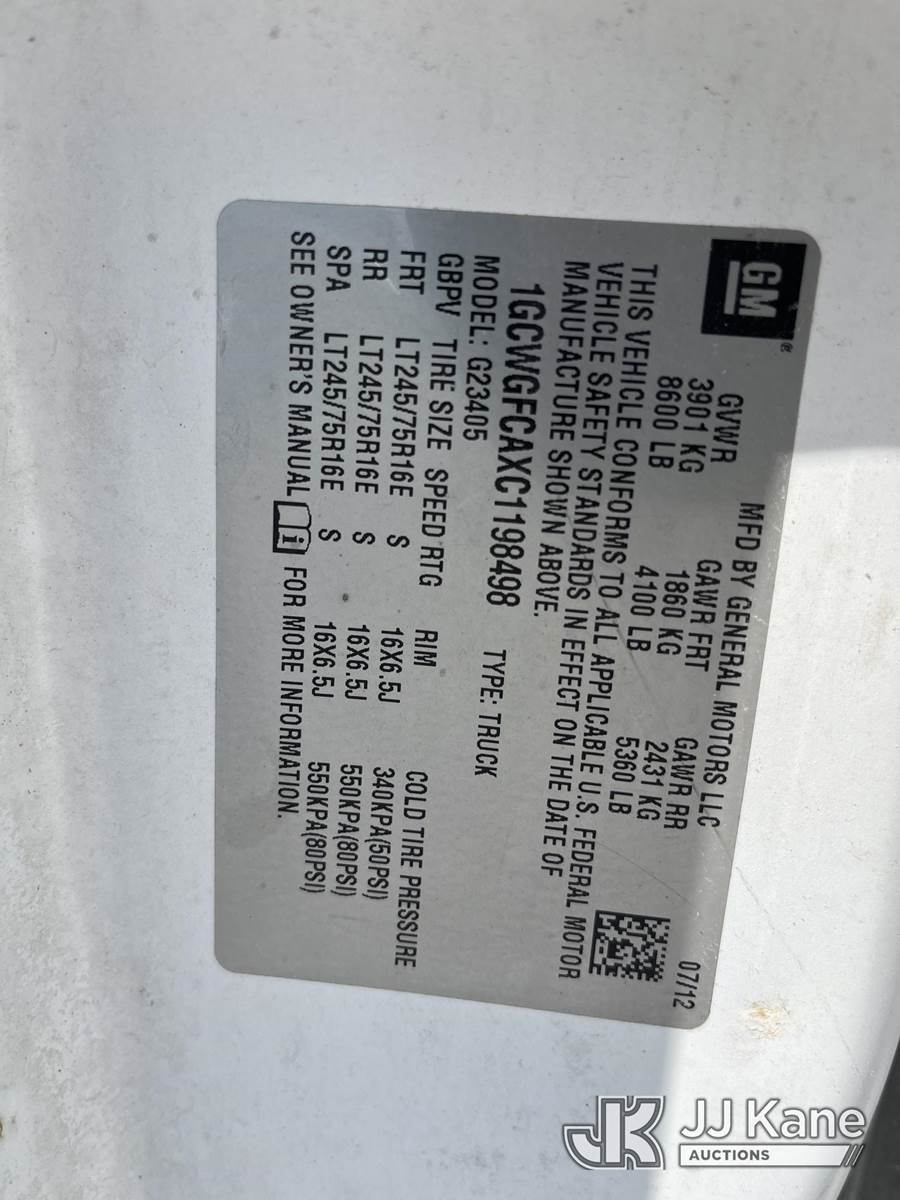 GM®
MFD BY GENERAL MOTORS LLC 07/12
GVWR GAWR FRT GAWR RR
3901 KG 1860 KG 2431 KG
8600 LB 4100 LB 5360 LB
THIS VEHICLE CONFORMS TO ALL APPLICABLE U.S. FEDERAL MOTOR
VEHICLE SAFETY STANDARDS IN EFFECT ON THE DATE OF
MANUFACTURE SHOWN ABOVE.
1GCWGFCAXC1198498 TYPE: TRUCK
MODEL: G23405
GBPV TIRE SIZE SPEED RTG RIM COLD TIRE PRESSURE
FRT LT245/75R16E S 16X6.5J 340KPA(50PSI)
RR LT245/75R16E S 16X6.5J 550KPA(80PSI)
SPA LT245/75R16E S 16X6.5J 550KPA(80PSI)
SEE OWNER'S MANUAL i FOR MORE INFORMATION.
JK JJ Kane
AUCTIONS